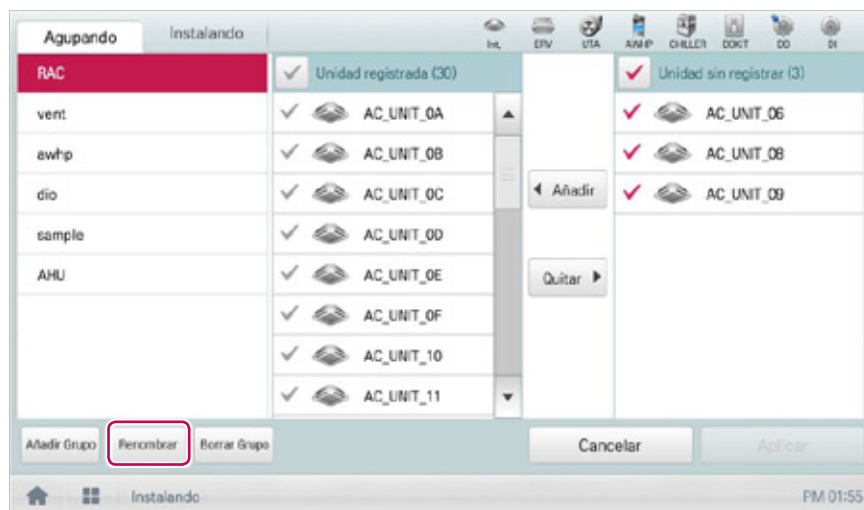 Agupando
Instalando
Int.
ERV
UTA
AWHP
CHILLER
DOKIT
DO
DI
RAC
vent
awhp
dio
sample
AHU
Unidad registrada (30)
AC_UNIT_0A
AC_UNIT_0B
AC_UNIT_0C
AC_UNIT_0D
AC_UNIT_0E
AC_UNIT_0F
AC_UNIT_10
AC_UNIT_11
Añadir
Quitar
Unidad sin registrar (3)
AC_UNIT_06
AC_UNIT_08
AC_UNIT_09
Añadir Grupo
Renombrar
Borrar Grupo
Cancelar
Aplicar
Instalando
PM 01:55